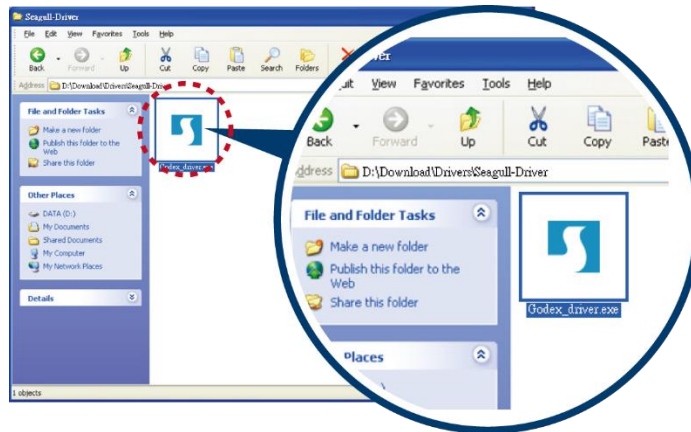 Seagull-Driver
File Edit View Favorites Tools Help
Back Forward Up Cut Copy Paste Search Folders
Address D:\Download\Drivers\Seagull-Driver
File and Folder Tasks
Make a new folder
Publish this folder to the
Web
Share this folder
Other Places
DATA (D:)
My Documents
Shared Documents
My Computer
My Network Places
Details
Godex_driver.exe
1 objects
View Favorites Tools Help
Back Forward Up Cut Copy Paste
ddress D:\Download\Drivers\Seagull-Driver
File and Folder Tasks
Make a new folder
Publish this folder to the
Web
Share this folder
Places
Godex_driver.exe